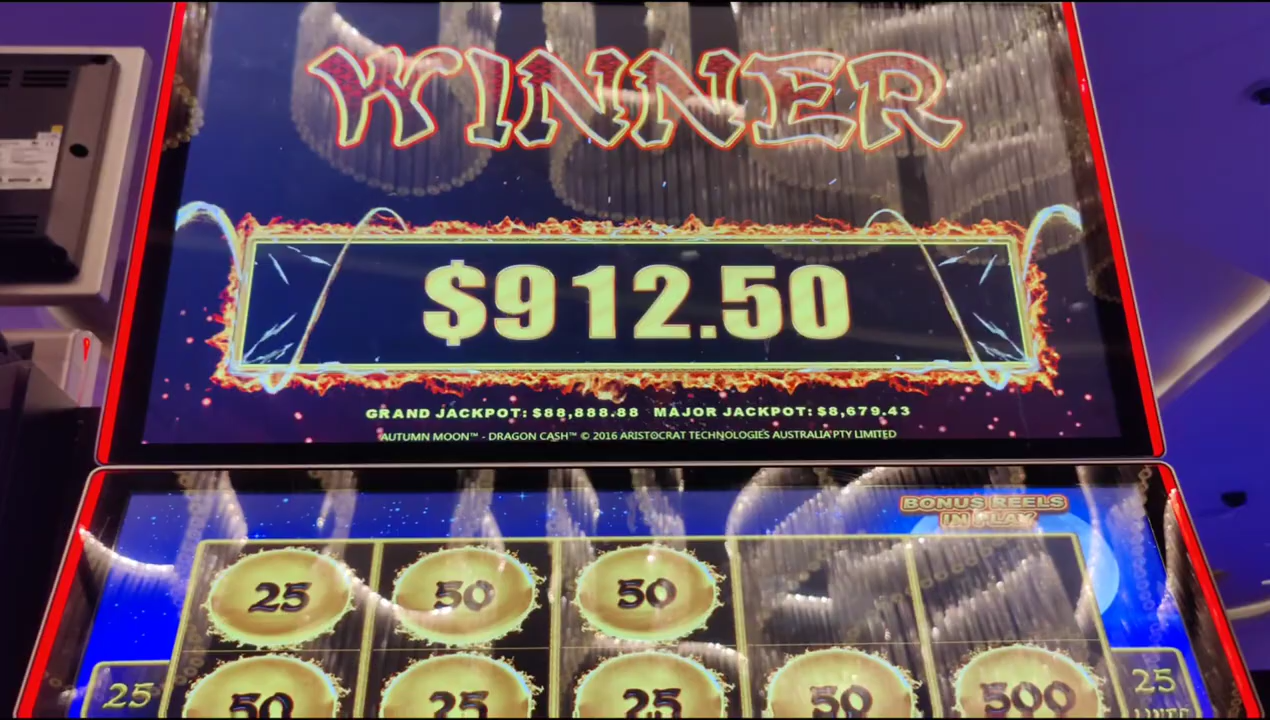 WINNER
$912.50
GRAND JACKPOT: $88,888.88 MAJOR JACKPOT: $8,679.43
AUTUMN MOON™ - DRAGON CASH™ © 2016 ARISTOCRAT TECHNOLOGIES AUSTRALIA PTY LIMITED
BONUS REELS
IN PLAY
25 50 50
25 50 25 25 50 500 25
LINES